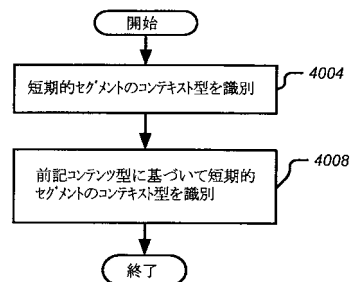 開始
短期的セグメントのコンテキスト型を識別
4004
前記コンテンツ型に基づいて短期的
セグメントのコンテキスト型を識別
4008
終了